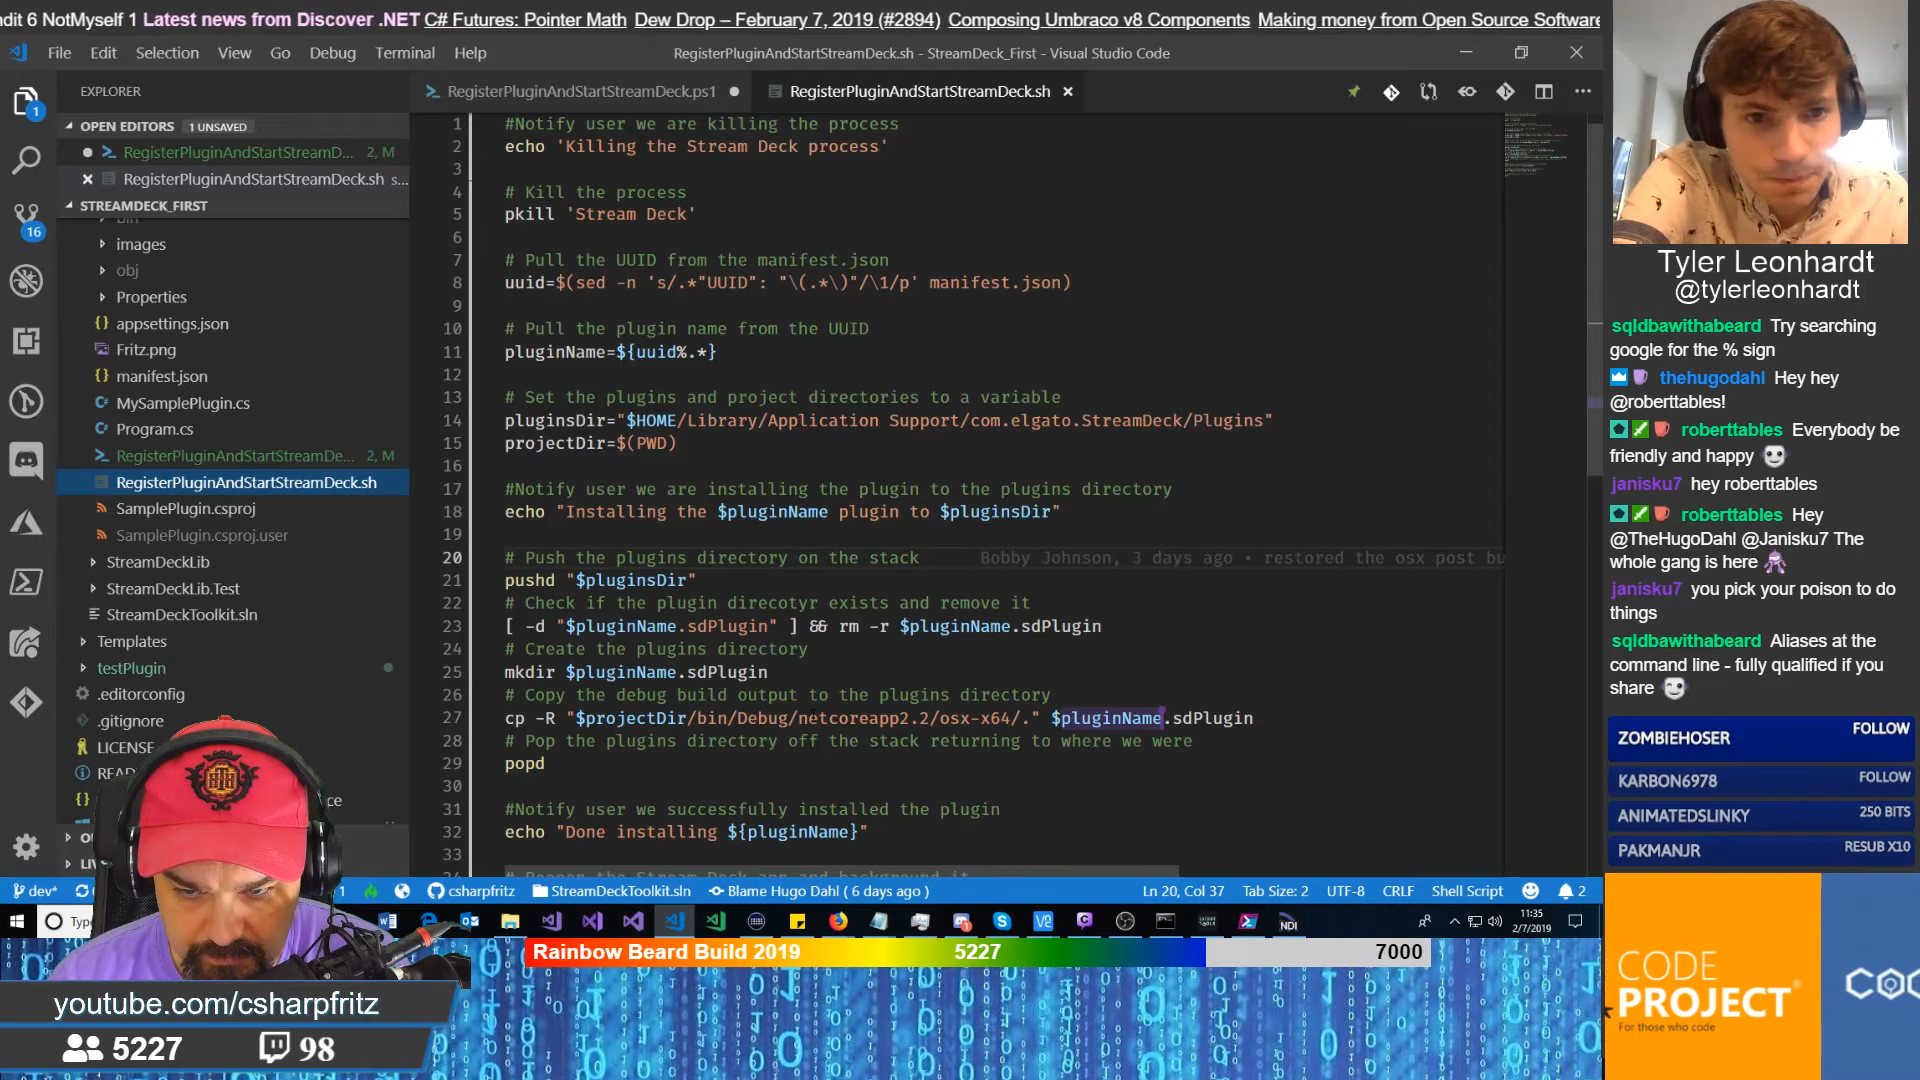 ndit 6 NotMyself 1 Latest news from Discover .NET C# Futures: Pointer Math Dew Drop – February 7, 2019 (#2894) Composing Umbraco v8 Components Making money from Open Source Software
File Edit Selection View Go Debug Terminal Help
RegisterPluginAndStartStreamDeck.sh - StreamDeck_First - Visual Studio Code
EXPLORER
OPEN EDITORS 1 UNSAVED
RegisterPluginAndStartStreamD... 2, M
RegisterPluginAndStartStreamDeck.sh s...
STREAMDECK_FIRST
bin
images
obj
Properties
appsettings.json
Fritz.png
manifest.json
MySamplePlugin.cs
Program.cs
RegisterPluginAndStartStreamDe... 2, M
RegisterPluginAndStartStreamDeck.sh
SamplePlugin.csproj
SamplePlugin.csproj.user
StreamDeckLib
StreamDeckLib.Test
StreamDeckToolkit.sln
Templates
testPlugin
.editorconfig
.gitignore
LICENSE
READ
ce
1
16
RegisterPluginAndStartStreamDeck.ps1
RegisterPluginAndStartStreamDeck.sh
1 #Notify user we are killing the process
2 echo 'Killing the Stream Deck process'
3
4 # Kill the process
5 pkill 'Stream Deck'
6
7 # Pull the UUID from the manifest.json
8 uuid=$(sed -n 's/.*"UUID": "\(.*\)"/\1/p' manifest.json)
9
10 # Pull the plugin name from the UUID
11 pluginName=${uuid%.*}
12
13 # Set the plugins and project directories to a variable
14 pluginsDir="$HOME/Library/Application Support/com.elgato.StreamDeck/Plugins"
15 projectDir=$(PWD)
16
17 #Notify user we are installing the plugin to the plugins directory
18 echo "Installing the $pluginName plugin to $pluginsDir"
19
20 # Push the plugins directory on the stack Bobby Johnson, 3 days ago • restored the osx post bu
21 pushd "$pluginsDir"
22 # Check if the plugin direcotyr exists and remove it
23 [ -d "$pluginName.sdPlugin" ] && rm -r $pluginName.sdPlugin
24 # Create the plugins directory
25 mkdir $pluginName.sdPlugin
26 # Copy the debug build output to the plugins directory
27 cp -R "$projectDir/bin/Debug/netcoreapp2.2/osx-x64/." $pluginName.sdPlugin
28 # Pop the plugins directory off the stack returning to where we were
29 popd
30
31 #Notify user we successfully installed the plugin
32 echo "Done installing ${pluginName}"
33
# Reopen the Stream Deck app and background it
dev* 1 csharpfritz StreamDeckToolkit.sln Blame Hugo Dahl ( 6 days ago ) Ln 20, Col 37 Tab Size: 2 UTF-8 CRLF Shell Script 2
Type
NDI
11:35
2/7/2019
Rainbow Beard Build 2019 5227 7000
youtube.com/csharpfritz
5227 98
Tyler Leonhardt
@tylerleonhardt
sqldbawithabeard Try searching
google for the % sign
thehugodahl Hey hey
@roberttables!
roberttables Everybody be
friendly and happy
janisku7 hey roberttables
roberttables Hey
@TheHugoDahl @Janisku7 The
whole gang is here
janisku7 you pick your poison to do
things
sqldbawithabeard Aliases at the
command line - fully qualified if you
share
ZOMBIEHOSER FOLLOW
KARBON6978 FOLLOW
ANIMATEDSLINKY 250 BITS
PAKMANJR RESUB X10
CODE
PROJECT®
For those who code